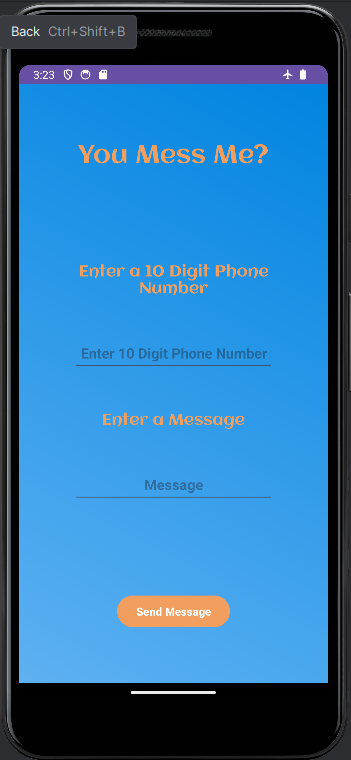 Back Ctrl+Shift+B
3:23
You Mess Me?
Enter a 10 Digit Phone
Number
Enter 10 Digit Phone Number
Enter a Message
Message
Send Message